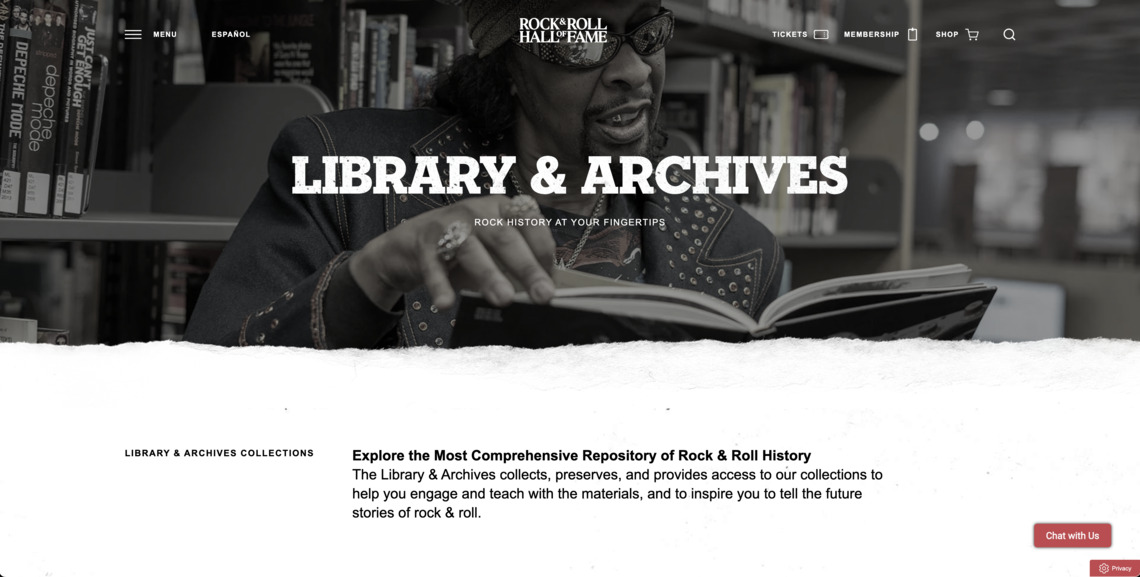 MENU
ESPAÑOL
ROCK&ROLL
HALL OF FAME
TICKETS
MEMBERSHIP
SHOP
JUST CAN'T
GET ENOUGH
DEPECHE MODE
depeche
mode
LIBRARY & ARCHIVES
ROCK HISTORY AT YOUR FINGERTIPS
LIBRARY & ARCHIVES COLLECTIONS
Explore the Most Comprehensive Repository of Rock & Roll History
The Library & Archives collects, preserves, and provides access to our collections to
help you engage and teach with the materials, and to inspire you to tell the future
stories of rock & roll.
Chat with Us
Privacy